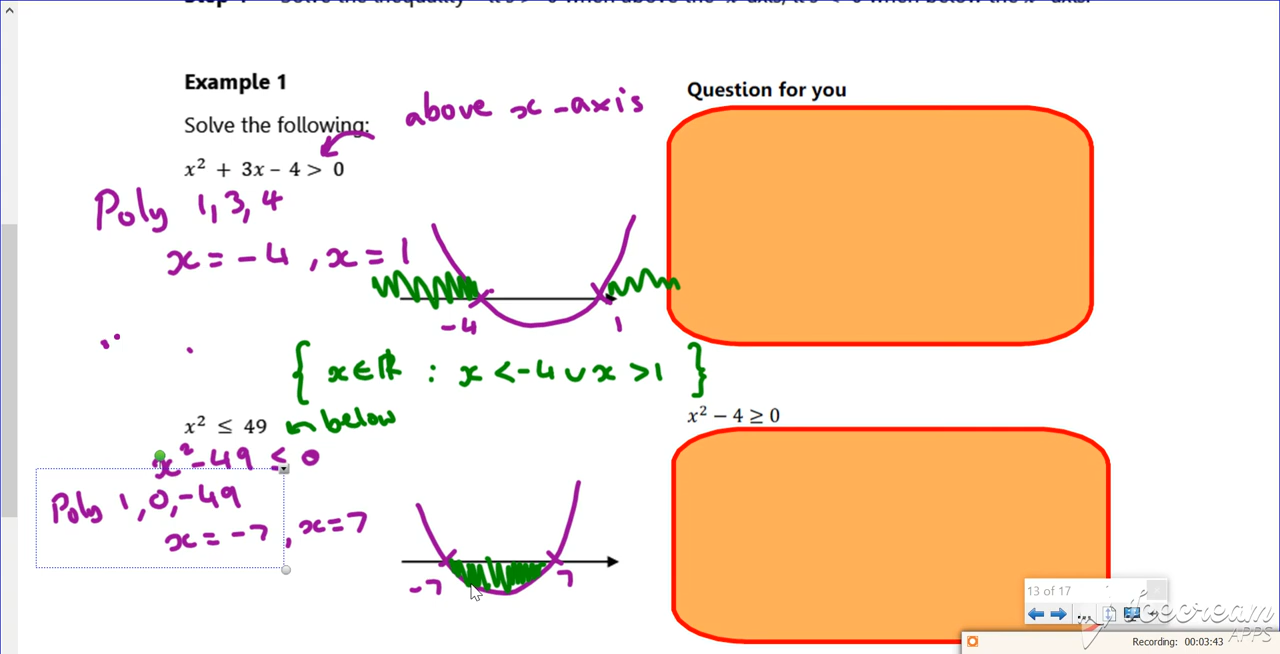 Example 1
Solve the following:
above x-axis
x² + 3x − 4 > 0
Poly 1, 3, 4
x = -4 , x = 1
-4
1
{ x∈ℝ : x < -4 ∪ x > 1 }
x² ≤ 49
below
x² - 49 ≤ 0
Poly 1, 0, -49
x = -7 , x = 7
-7
7
Question for you
x² − 4 ≥ 0
13 of 17
Icecream
APPS
Recording: 00:03:43